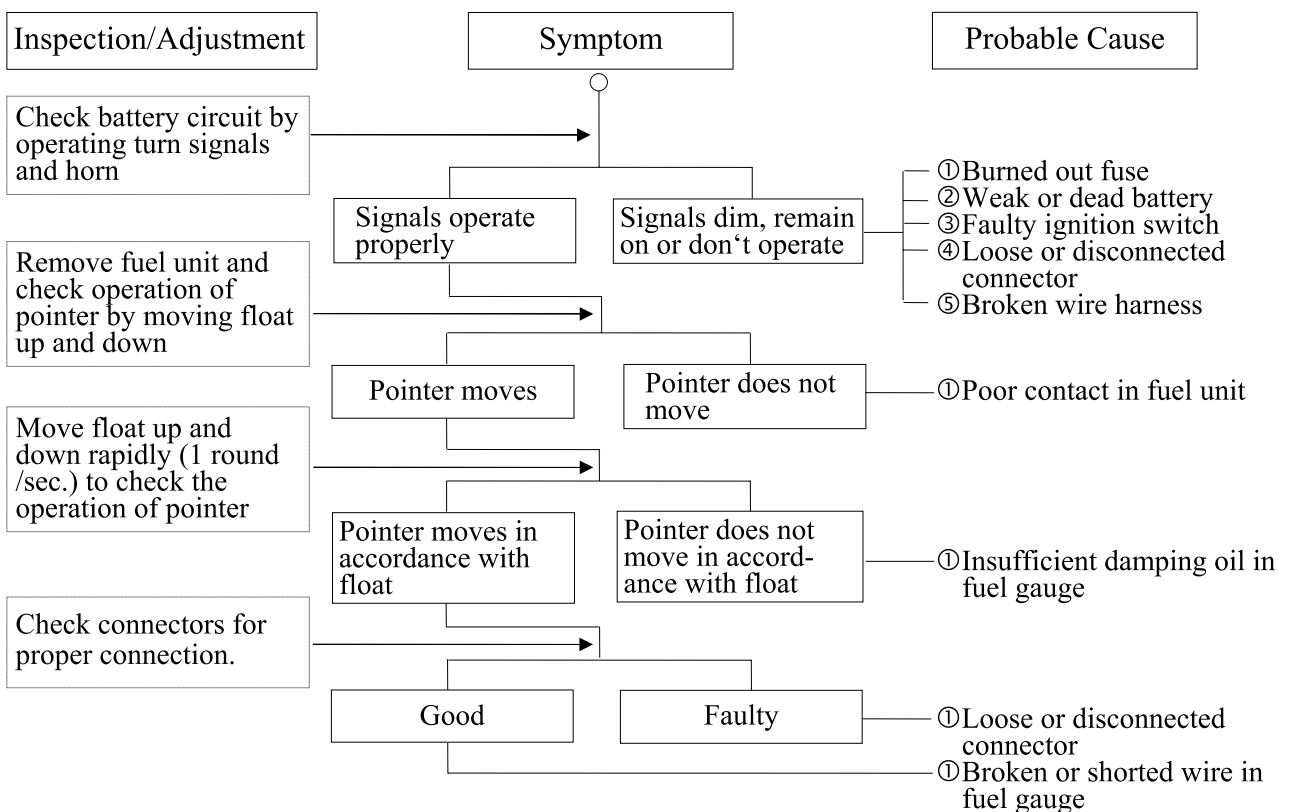 Inspection/Adjustment
Symptom
Probable Cause
Check battery circuit by
operating turn signals
and horn
Signals operate
properly
Signals dim, remain
on or don‘t operate
①Burned out fuse
②Weak or dead battery
③Faulty ignition switch
④Loose or disconnected
connector
⑤Broken wire harness
Remove fuel unit and
check operation of
pointer by moving float
up and down
Pointer moves
Pointer does not
move
①Poor contact in fuel unit
Move float up and
down rapidly (1 round
/sec.) to check the
operation of pointer
Pointer moves in
accordance with
float
Pointer does not
move in accord-
ance with float
①Insufficient damping oil in
fuel gauge
Check connectors for
proper connection.
Good
Faulty
①Loose or disconnected
connector
①Broken or shorted wire in
fuel gauge